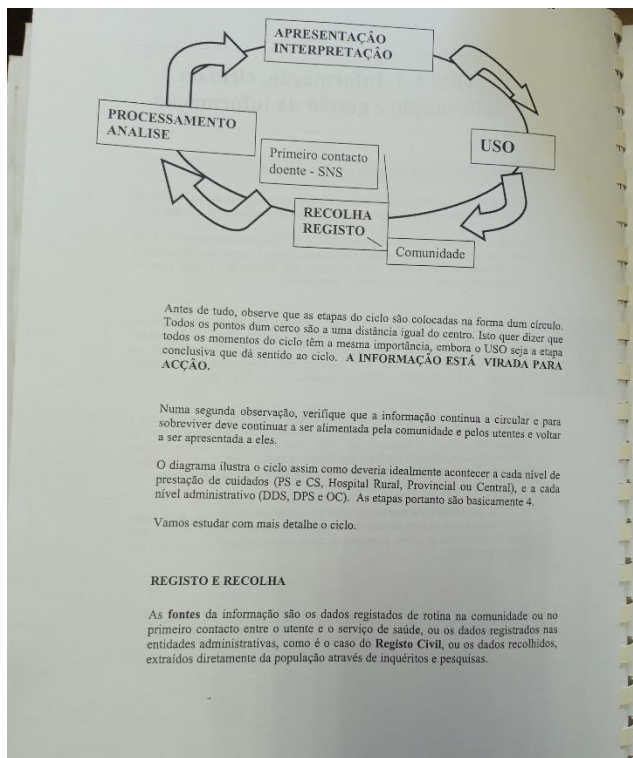 APRESENTAÇÂO
INTERPRETAÇÂO
PROCESSAMENTO
ANALISE
USO
Primeiro contacto
doente - SNS
RECOLHA
REGISTO
Comunidade
Antes de tudo, observe que as etapas do ciclo são colocadas na forma dum círculo.
Todos os pontos dum cerco são a uma distância igual do centro. Isto quer dizer que
todos os momentos do ciclo têm a mesma importância, embora o USO seja a etapa
conclusiva que dá sentido ao ciclo. A INFORMAÇÂO ESTÁ VIRADA PARA
ACÇÂO.
Numa segunda observação, verifique que a informação continua a circular e para
sobreviver deve continuar a ser alimentada pela comunidade e pelos utentes e voltar
a ser apresentada a eles.
O diagrama ilustra o ciclo assim como deveria idealmente acontecer a cada nível de
prestação de cuidados (PS e CS, Hospital Rural, Provincial ou Central), e a cada
nível administrativo (DDS, DPS e OC). As etapas portanto são basicamente 4.
Vamos estudar com mais detalhe o ciclo.
REGISTO E RECOLHA
As fontes da informação são os dados registados de rotina na comunidade ou no
primeiro contacto entre o utente e o serviço de saúde, ou os dados registrados nas
entidades administrativas, como é o caso do Registo Civil, ou os dados recolhidos,
extraídos diretamente da população através de inquéritos e pesquisas.